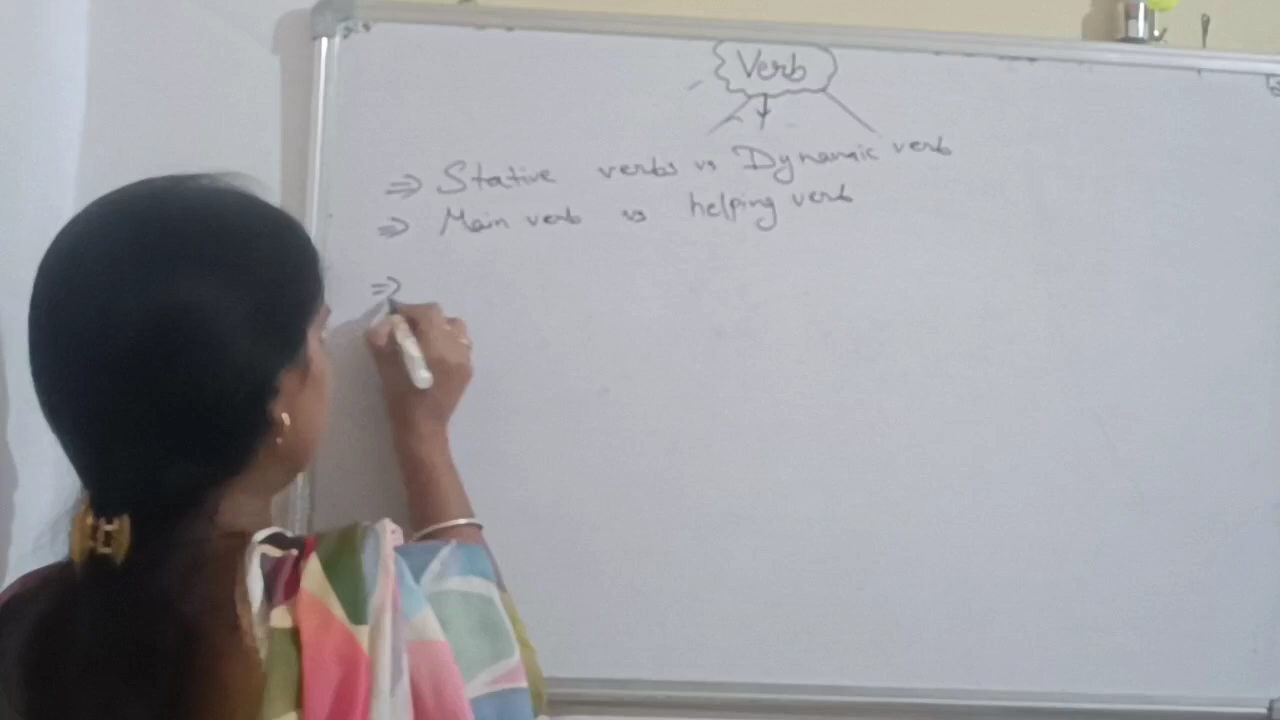 Verb
⇒ Stative verbs vs Dynamic verb
⇒ Main verb vs helping verb
⇒